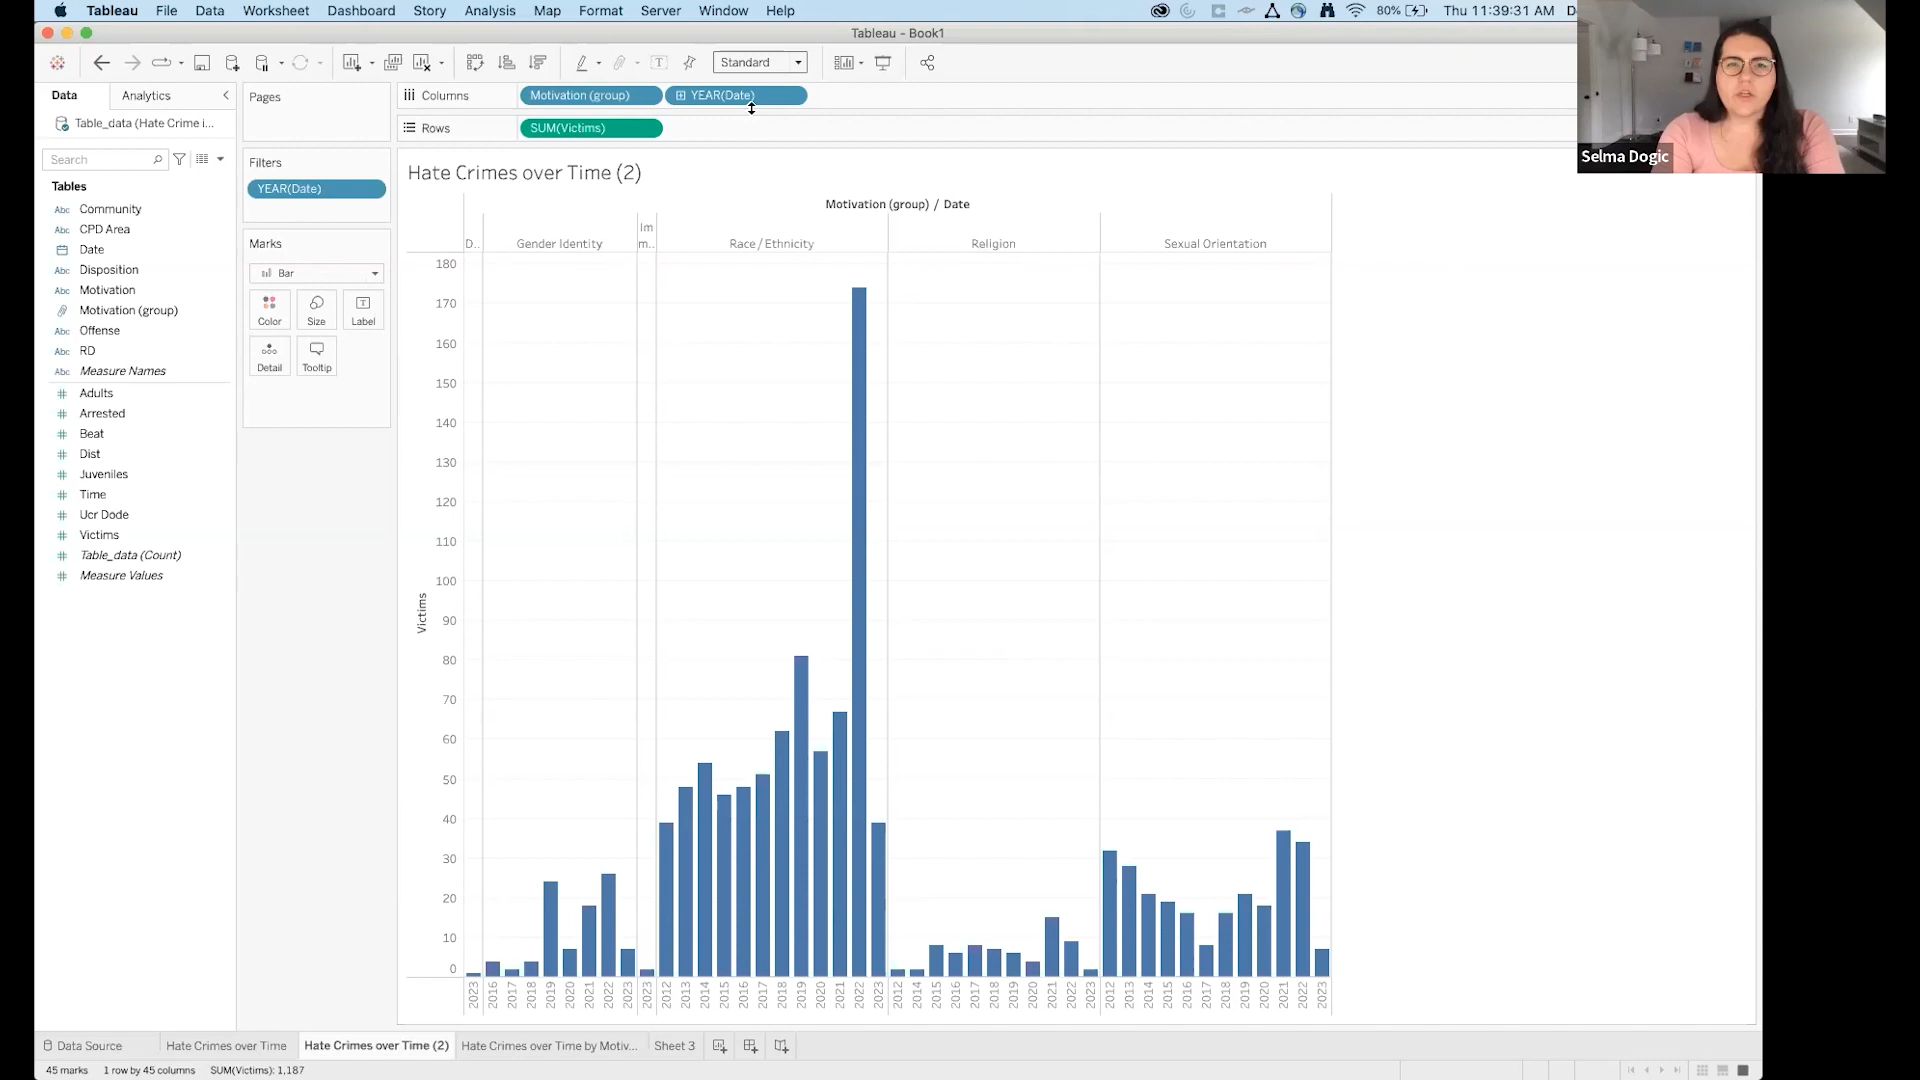 Tableau File Data Worksheet Dashboard Story Analysis Map Format Server Window Help 80% Thu 11:39:31 AM D
Tableau - Book1
Standard
Data Analytics
Table_data (Hate Crime i...
Search
Tables
Abc Community
Abc CPD Area
Date
Abc Disposition
Abc Motivation
Motivation (group)
Abc Offense
Abc RD
Abc Measure Names
# Adults
# Arrested
# Beat
# Dist
# Juveniles
# Time
# Ucr Dode
# Victims
# Table_data (Count)
# Measure Values
Pages
Filters
YEAR(Date)
Marks
Bar
Color Size Label
Detail Tooltip
Columns Motivation (group) YEAR(Date)
Rows SUM(Victims)
Hate Crimes over Time (2)
Motivation (group) / Date
D.. Gender Identity Im m.. Race / Ethnicity Religion Sexual Orientation
180
170
160
150
140
130
120
110
100
90
80
70
60
50
40
30
20
10
0
Victims
2023 2016 2017 2018 2019 2020 2021 2022 2023 2023 2012 2013 2014 2015 2016 2017 2018 2019 2020 2021 2022 2023 2012 2014 2015 2016 2017 2018 2019 2020 2021 2022 2023 2012 2013 2014 2015 2016 2017 2018 2019 2020 2021 2022 2023
Selma Dogic
Data Source Hate Crimes over Time Hate Crimes over Time (2) Hate Crimes over Time by Motiv... Sheet 3
45 marks 1 row by 45 columns SUM(Victims): 1,187